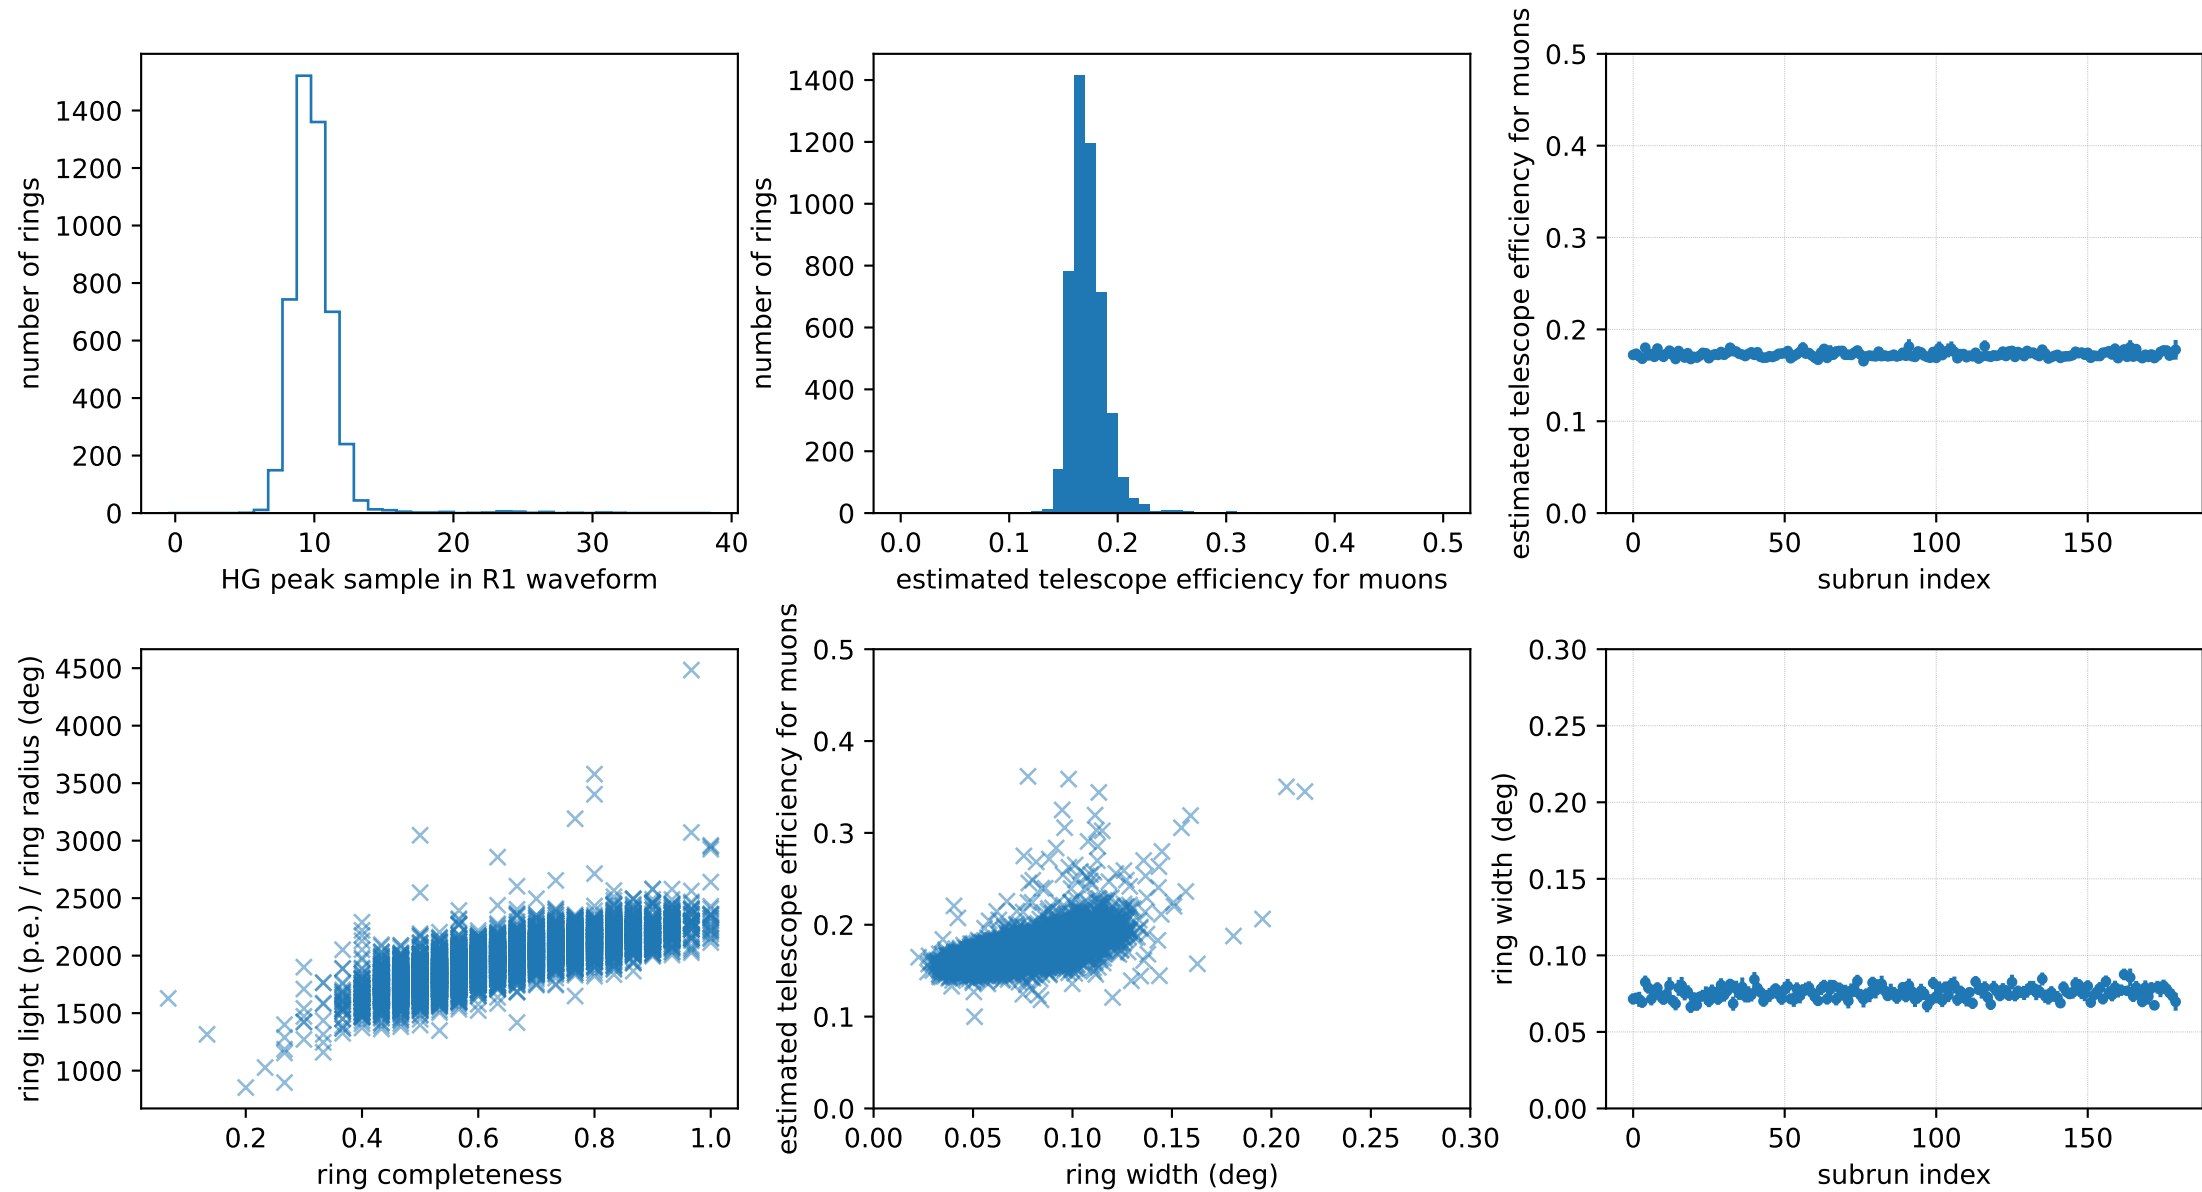 number of rings
1400
1200
1000
800
600
400
200
0
0 10 20 30 40
HG peak sample in R1 waveform
number of rings
1400
1200
1000
800
600
400
200
0
0.0 0.1 0.2 0.3 0.4 0.5
estimated telescope efficiency for muons
estimated telescope efficiency for muons
0.5
0.4
0.3
0.2
0.1
0.0
0 50 100 150
subrun index
ring light (p.e.) / ring radius (deg)
4500
4000
3500
3000
2500
2000
1500
1000
0.2 0.4 0.6 0.8 1.0
ring completeness
estimated telescope efficiency for muons
0.5
0.4
0.3
0.2
0.1
0.0
0.00 0.05 0.10 0.15 0.20 0.25 0.30
ring width (deg)
ring width (deg)
0.30
0.25
0.20
0.15
0.10
0.05
0.00
0 50 100 150
subrun index